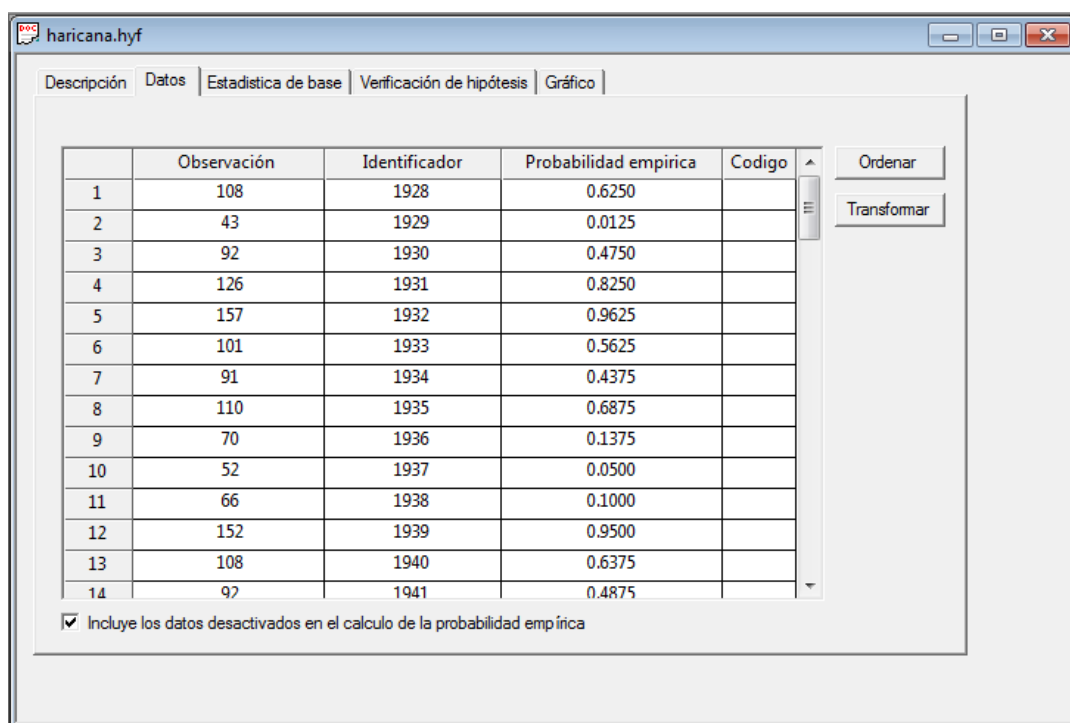 DOC haricana.hyf
Descripción Datos Estadistica de base Verificación de hipótesis Gráfico
Observación Identificador Probabilidad empirica Codigo
1 108 1928 0.6250
2 43 1929 0.0125
3 92 1930 0.4750
4 126 1931 0.8250
5 157 1932 0.9625
6 101 1933 0.5625
7 91 1934 0.4375
8 110 1935 0.6875
9 70 1936 0.1375
10 52 1937 0.0500
11 66 1938 0.1000
12 152 1939 0.9500
13 108 1940 0.6375
14 92 1941 0.4875
Ordenar
Transformar
Incluye los datos desactivados en el calculo de la probabilidad empírica